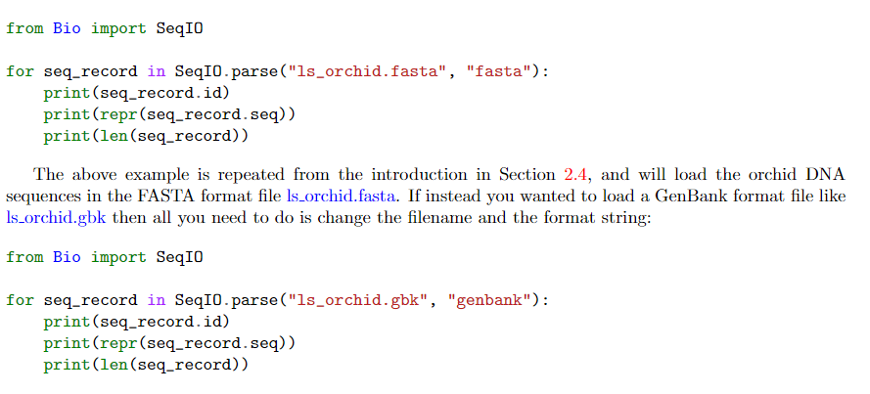 from Bio import SeqIO
for seq_record in SeqIO.parse("ls_orchid.fasta", "fasta"):
    print(seq_record.id)
    print(repr(seq_record.seq))
    print(len(seq_record))
The above example is repeated from the introduction in Section 2.4, and will load the orchid DNA
sequences in the FASTA format file ls_orchid.fasta. If instead you wanted to load a GenBank format file like
ls_orchid.gbk then all you need to do is change the filename and the format string:
from Bio import SeqIO
for seq_record in SeqIO.parse("ls_orchid.gbk", "genbank"):
    print(seq_record.id)
    print(repr(seq_record.seq))
    print(len(seq_record))